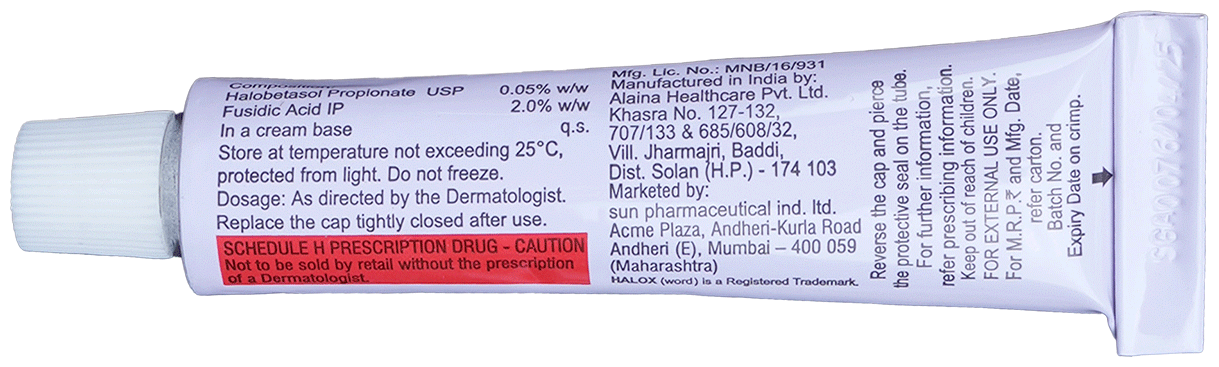 Composition:
Halobetasol Propionate USP 0.05% w/w
Fusidic Acid IP 2.0% w/w
In a cream base q.s.
Store at temperature not exceeding 25°C,
protected from light. Do not freeze.
Dosage: As directed by the Dermatologist.
Replace the cap tightly closed after use.
SCHEDULE H PRESCRIPTION DRUG - CAUTION
Not to be sold by retail without the prescription
of a Dermatologist.
Mfg. Lic. No.: MNB/16/931
Manufactured in India by:
Alaina Healthcare Pvt. Ltd.
Khasra No. 127-132,
707/133 & 685/608/32,
Vill. Jharmajri, Baddi,
Dist. Solan (H.P.) - 174 103
Marketed by:
sun pharmaceutical ind. ltd.
Acme Plaza, Andheri-Kurla Road
Andheri (E), Mumbai – 400 059
(Maharashtra)
HALOX (word) is a Registered Trademark.
Reverse the cap and pierce
the protective seal on the tube.
For further information,
refer prescribing information.
Keep out of reach of children.
FOR EXTERNAL USE ONLY.
For M.R.P.₹ and Mfg. Date,
refer carton.
Batch No. and
Expiry Date on crimp.